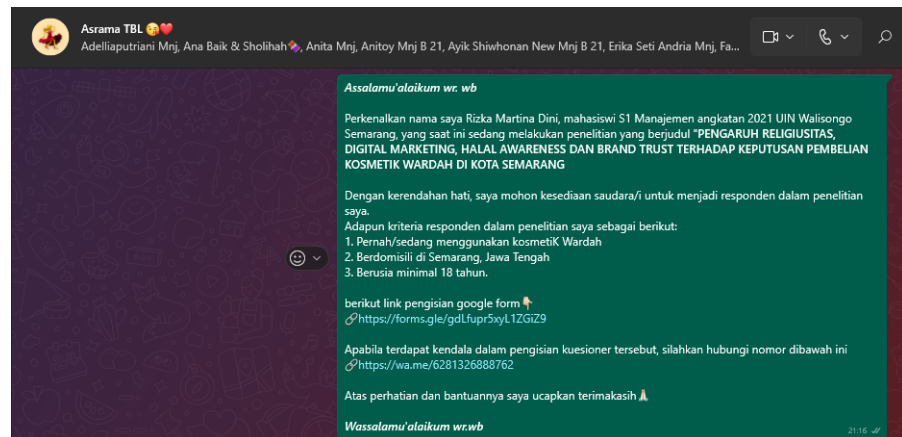 Asrama TBL 😘❤️
Adelliaputriani Mnj, Ana Baik & Sholihah🍫, Anita Mnj, Anitoy Mnj B 21, Ayik Shiwhonan New Mnj B 21, Erika Seti Andria Mnj, Fa...
Assalamu'alaikum wr. wb
Perkenalkan nama saya Rizka Martina Dini, mahasiswi S1 Manajemen angkatan 2021 UIN Walisongo
Semarang, yang saat ini sedang melakukan penelitian yang berjudul "PENGARUH RELIGIUSITAS,
DIGITAL MARKETING, HALAL AWARENESS DAN BRAND TRUST TERHADAP KEPUTUSAN PEMBELIAN
KOSMETIK WARDAH DI KOTA SEMARANG
Dengan kerendahan hati, saya mohon kesediaan saudara/i untuk menjadi responden dalam penelitian
saya.
Adapun kriteria responden dalam penelitian saya sebagai berikut:
1. Pernah/sedang menggunakan kosmetiK Wardah
2. Berdomisili di Semarang, Jawa Tengah
3. Berusia minimal 18 tahun.
berikut link pengisian google form👇🏻
🔗https://forms.gle/gdLfupr5xyL1ZGiZ9
Apabila terdapat kendala dalam pengisian kuesioner tersebut, silahkan hubungi nomor dibawah ini
🔗https://wa.me/6281326888762
Atas perhatian dan bantuannya saya ucapkan terimakasih🙏🏻
Wassalamu'alaikum wr.wb
21:16